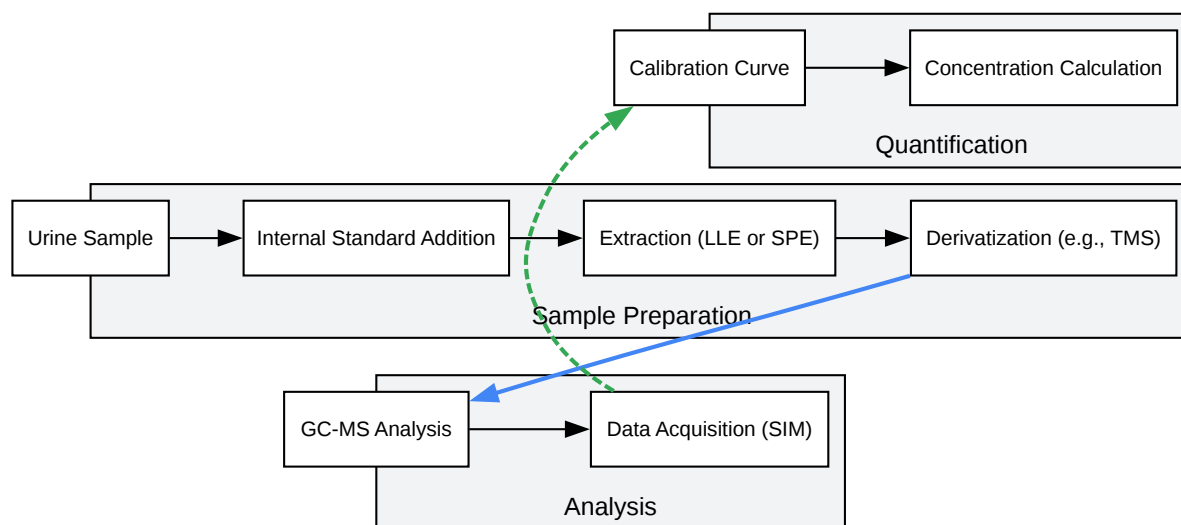 Calibration Curve
Concentration Calculation
Quantification
Urine Sample
Internal Standard Addition
Extraction (LLE or SPE)
Derivatization (e.g., TMS)
Sample Preparation
GC-MS Analysis
Data Acquisition (SIM)
Analysis